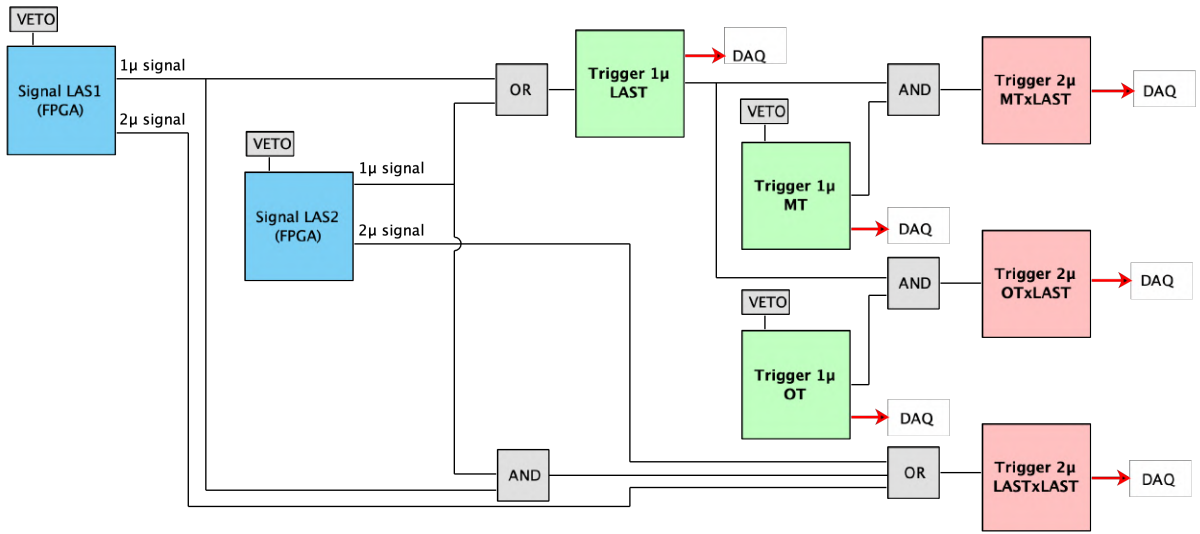 VETO
Signal LAS1
(FPGA)
1μ signal
2μ signal
VETO
Signal LAS2
(FPGA)
1μ signal
2μ signal
OR
Trigger 1μ
LAST
DAQ
AND
Trigger 2μ
MTxLAST
DAQ
VETO
Trigger 1μ
MT
DAQ
AND
Trigger 2μ
OTxLAST
DAQ
VETO
Trigger 1μ
OT
DAQ
AND
OR
Trigger 2μ
LASTxLAST
DAQ